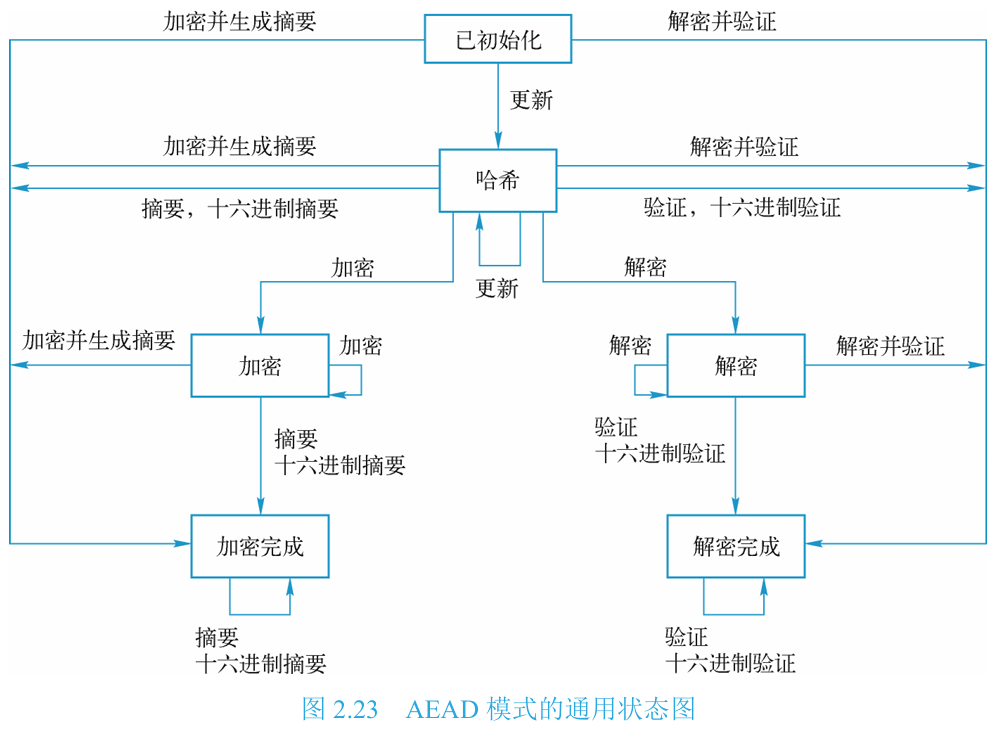 加密并生成摘要
已初始化
解密并验证
更新
加密并生成摘要
解密并验证
哈希
摘要，十六进制摘要
验证，十六进制验证
加密
更新
解密
加密并生成摘要
加密
加密
解密
解密
解密并验证
摘要
十六进制摘要
验证
十六进制验证
加密完成
解密完成
摘要
十六进制摘要
验证
十六进制验证
图 2.23 AEAD 模式的通用状态图